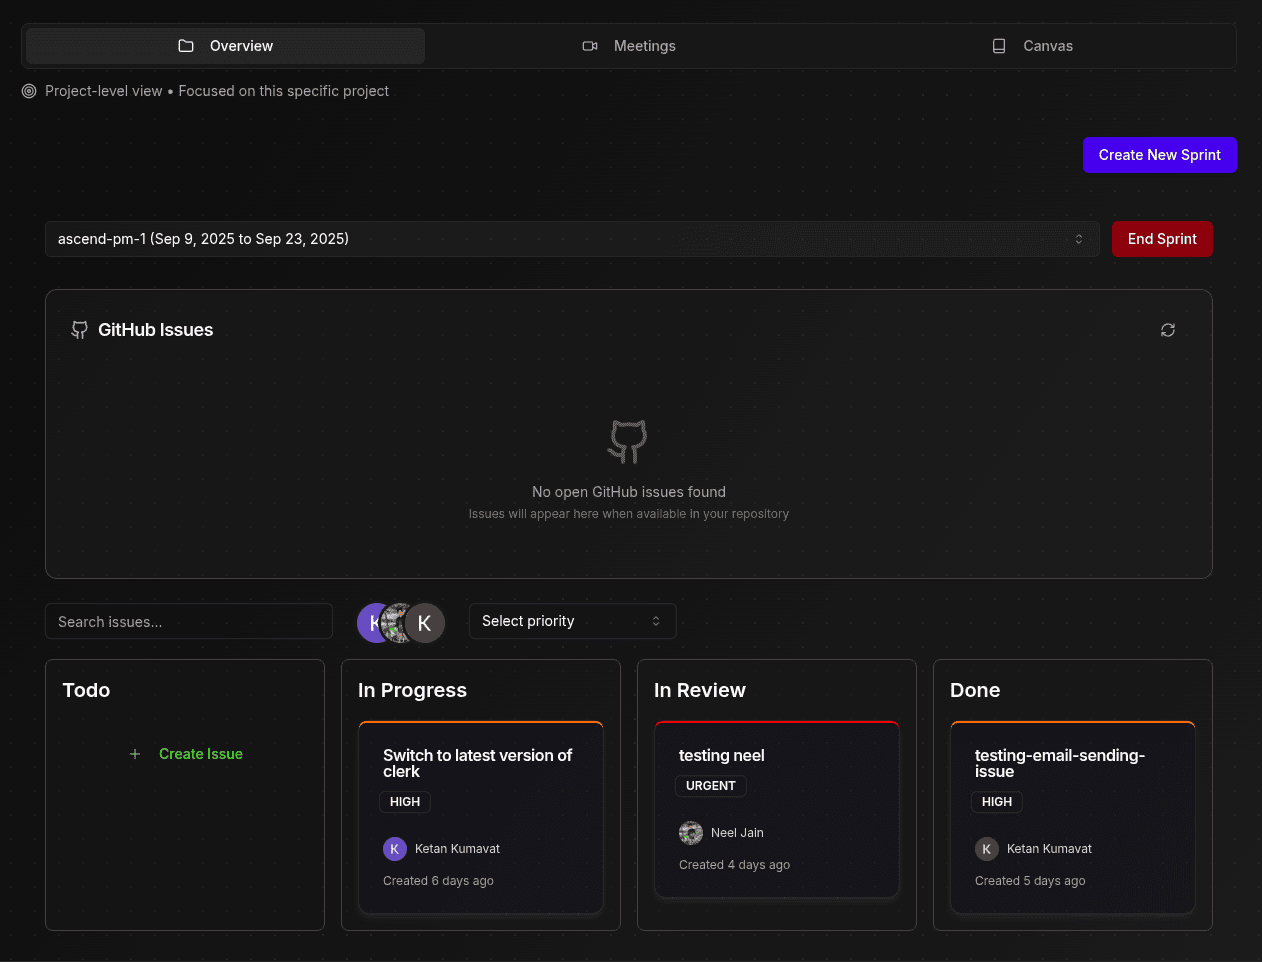 Overview
Meetings
Canvas
Project-level view • Focused on this specific project
Create New Sprint
ascend-pm-1 (Sep 9, 2025 to Sep 23, 2025)
End Sprint
GitHub Issues
No open GitHub issues found
Issues will appear here when available in your repository
Search issues...
K
K
Select priority
Todo
Create Issue
In Progress
Switch to latest version of
clerk
HIGH
K
Ketan Kumavat
Created 6 days ago
In Review
testing neel
URGENT
Neel Jain
Created 4 days ago
Done
testing-email-sending-
issue
HIGH
K
Ketan Kumavat
Created 5 days ago